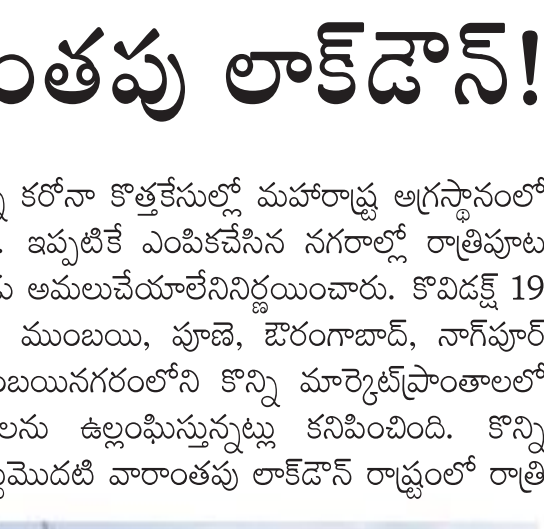 ంతపు లాక్‌డౌన్!
కరోనా కొత్తకేసుల్లో మహారాష్ట్ర అగ్రస్థానంలో
. ఇప్పటికే ఎంపికచేసిన నగరాల్లో రాత్రిపూట
అమలుచేయాలేనినిర్ణయించారు. కొవిడక్ష్ 19
ముంబయి, పూణె, ఔరంగాబాద్, నాగ్‌పూర్
ంబయినగరంలోని కొన్ని మార్కెట్‌ప్రాంతాలలో
లను ఉల్లంఘిస్తున్నట్లు కనిపించింది. కొన్ని
మొదటి వారాంతపు లాక్‌డౌన్ రాష్ట్రంలో రాత్రి